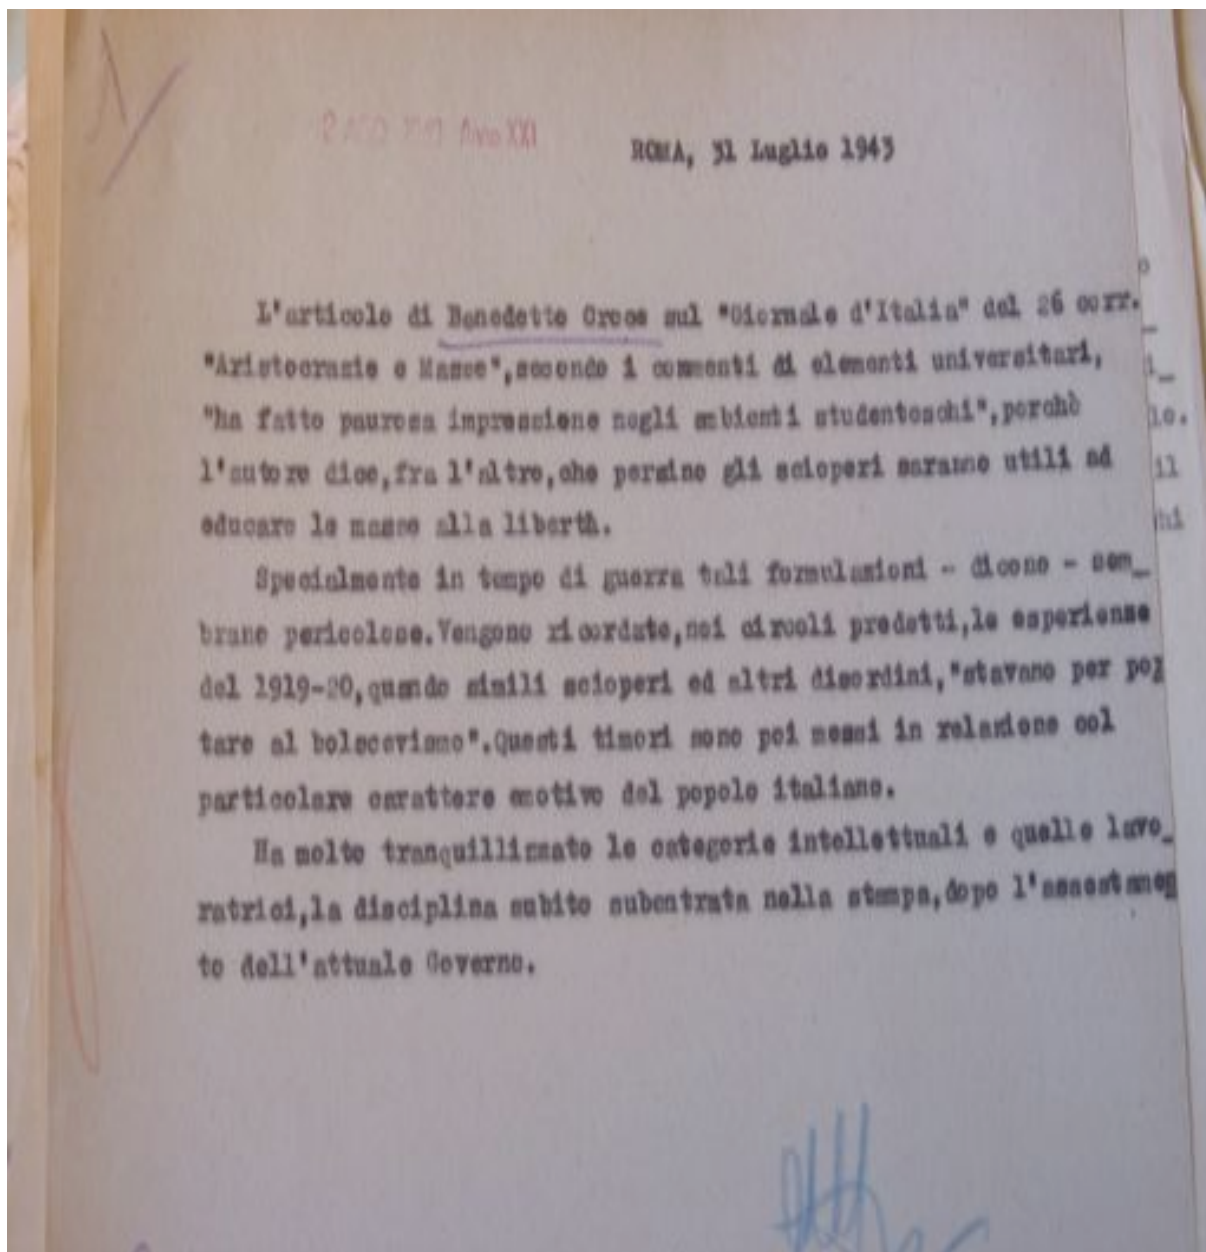 2 AGO 1943 Anno XXI
ROMA, 31 Luglio 1943
L'articolo di Benedetto Croce sul "Giornale d'Italia" del 26 corr.
"Aristocrazie e Masse",secondo i commenti di elementi universitari,
"ha fatto paurosa impressione negli ambienti studenteschi",perchè
l'autore dice,fra l'altro,che persino gli scioperi saranno utili ad
educare le masse alla libertà.
Specialmente in tempo di guerra tali formulazioni - dicono - sem_
brano pericolose.Vengono ricordate,nei circoli predetti,le esperienze
del 1919-20,quando simili scioperi ed altri disordini,"stavano per por
tare al bolscevismo".Questi timori sono poi messi in relazione col
particolare carattere emotivo del popolo italiano.
Ha molto tranquillizzato le categorie intellettuali e quelle lavo_
ratrici,la disciplina subito subentrata nella stampa,dopo l'assestamen
to dell'attuale Governo.